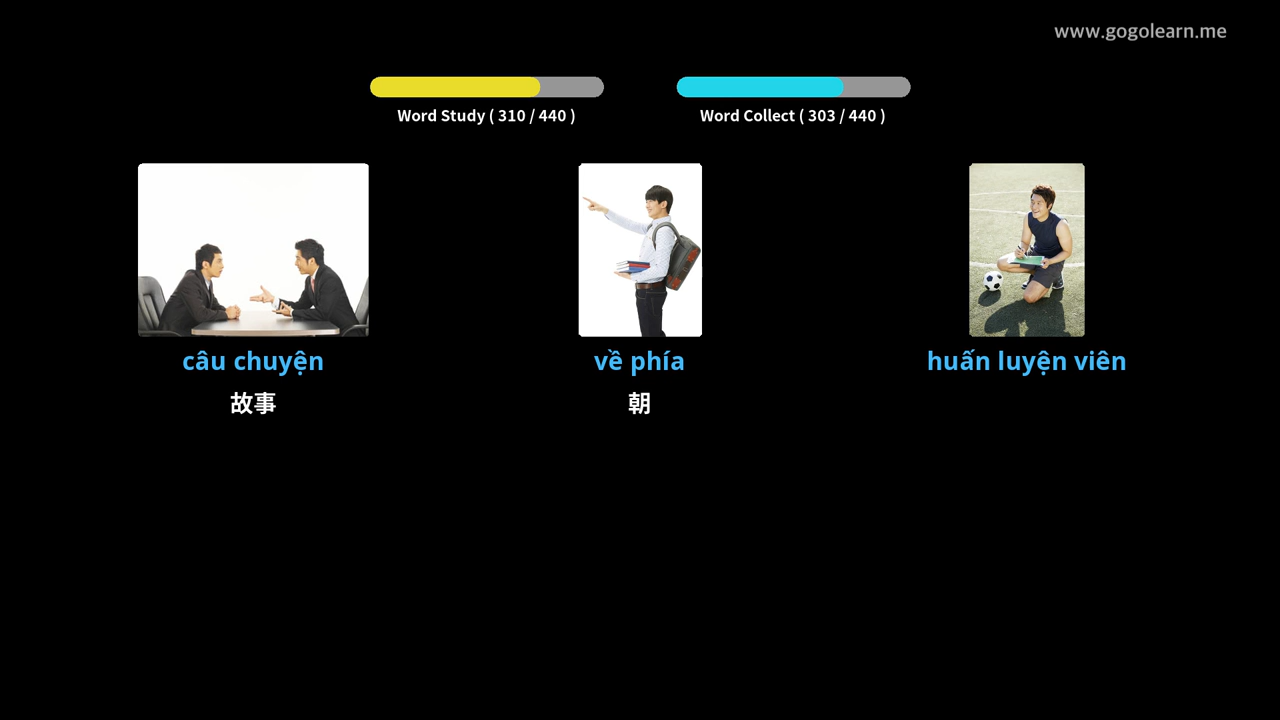 www.gogolearn.me
Word Study ( 310 / 440 )
Word Collect ( 303 / 440 )
câu chuyện
về phía
huấn luyện viên
故事
朝